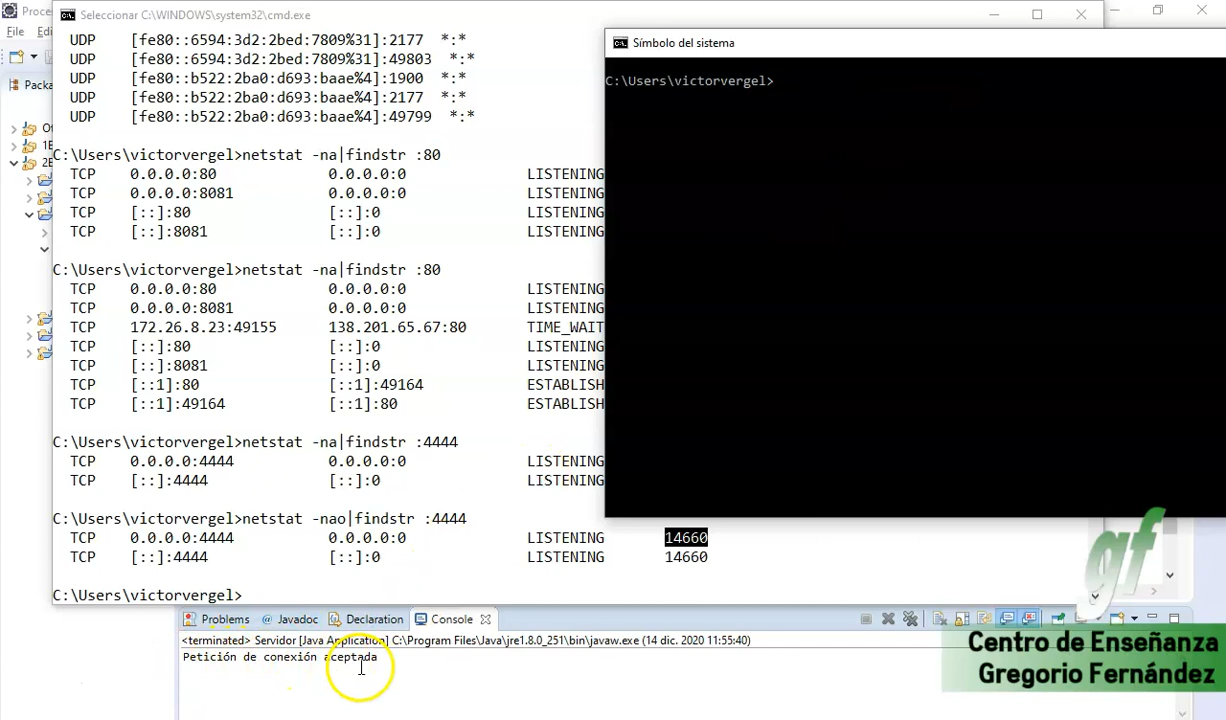 Proce
Seleccionar C:\WINDOWS\system32\cmd.exe
File
Packa
UDP [fe80::6594:3d2:2bed:7809%31]:2177 *:*
UDP [fe80::6594:3d2:2bed:7809%31]:49803 *:*
UDP [fe80::b522:2ba0:d693:baae%4]:1900 *:*
UDP [fe80::b522:2ba0:d693:baae%4]:2177 *:*
UDP [fe80::b522:2ba0:d693:baae%4]:49799 *:*
C:\Users\victorvergel>netstat -na|findstr :80
TCP 0.0.0.0:80 0.0.0.0:0 LISTENING
TCP 0.0.0.0:8081 0.0.0.0:0 LISTENING
TCP [::]:80 [::]:0 LISTENING
TCP [::]:8081 [::]:0 LISTENING
C:\Users\victorvergel>netstat -na|findstr :80
TCP 0.0.0.0:80 0.0.0.0:0 LISTENING
TCP 0.0.0.0:8081 0.0.0.0:0 LISTENING
TCP 172.26.8.23:49155 138.201.65.67:80 TIME_WAIT
TCP [::]:80 [::]:0 LISTENING
TCP [::]:8081 [::]:0 LISTENING
TCP [::1]:80 [::1]:49164 ESTABLISH
TCP [::1]:49164 [::1]:80 ESTABLISH
C:\Users\victorvergel>netstat -na|findstr :4444
TCP 0.0.0.0:4444 0.0.0.0:0 LISTENING
TCP [::]:4444 [::]:0 LISTENING
C:\Users\victorvergel>netstat -nao|findstr :4444
TCP 0.0.0.0:4444 0.0.0.0:0 LISTENING 14660
TCP [::]:4444 [::]:0 LISTENING 14660
C:\Users\victorvergel>
Símbolo del sistema
C:\Users\victorvergel>
Problems @ Javadoc Declaration Console
<terminated> Servidor [Java Application] C:\Program Files\Java\jre1.8.0_251\bin\javaw.exe (14 dic. 2020 11:55:40)
Petición de conexión aceptada
gf
Centro de Enseñanza
Gregorio Fernández